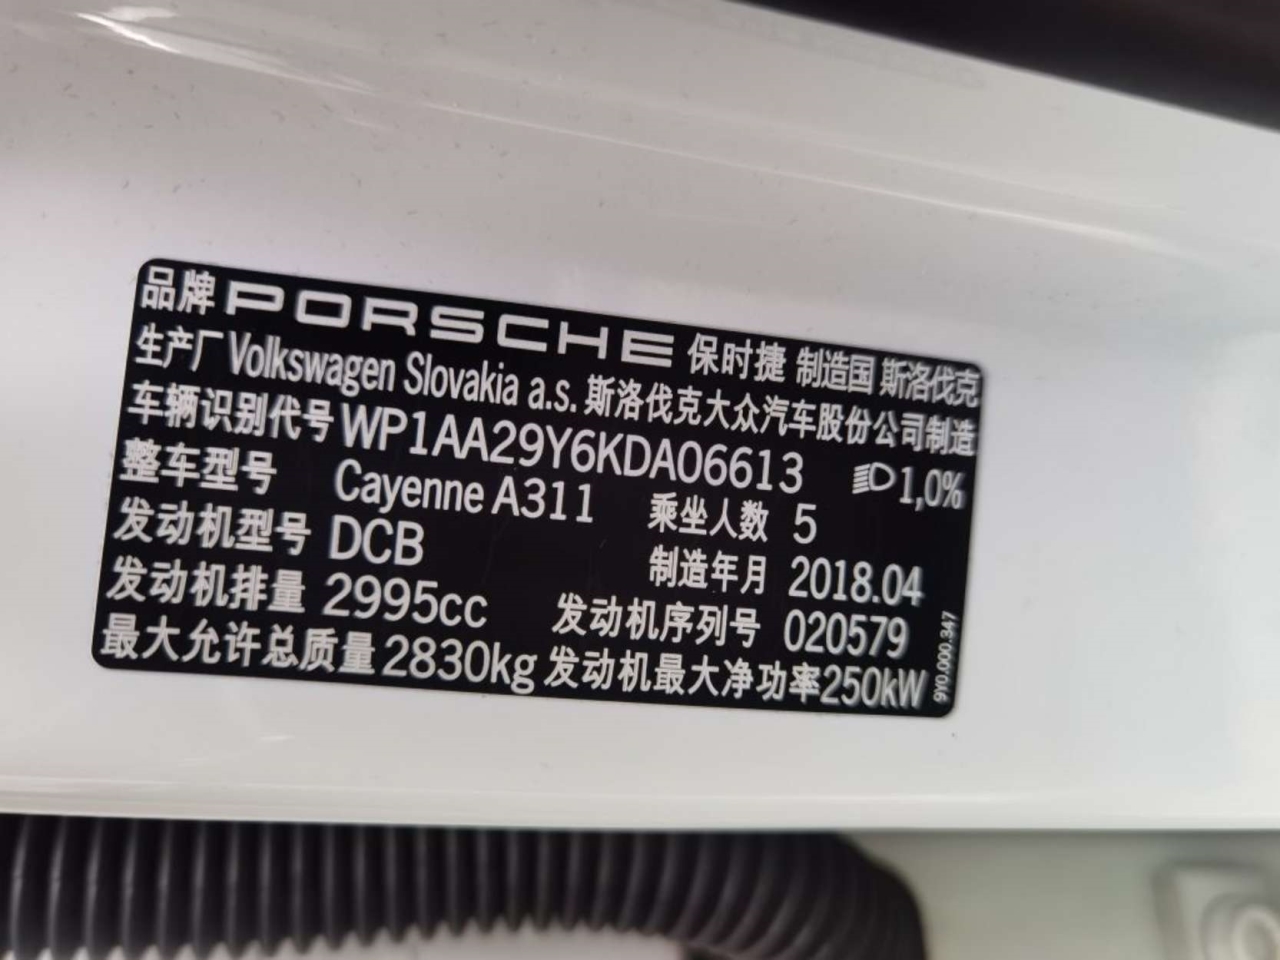 品牌 PORSCHE 保时捷 制造国 斯洛伐克
生产厂 Volkswagen Slovakia a.s. 斯洛伐克大众汽车股份公司制造
车辆识别代号 WP1AA29Y6KDA06613 1,0%
整车型号 Cayenne A311 乘坐人数 5
发动机型号 DCB 制造年月 2018.04
发动机排量 2995cc 发动机序列号 020579
最大允许总质量 2830kg 发动机最大净功率 250kW
9Y0.000.347